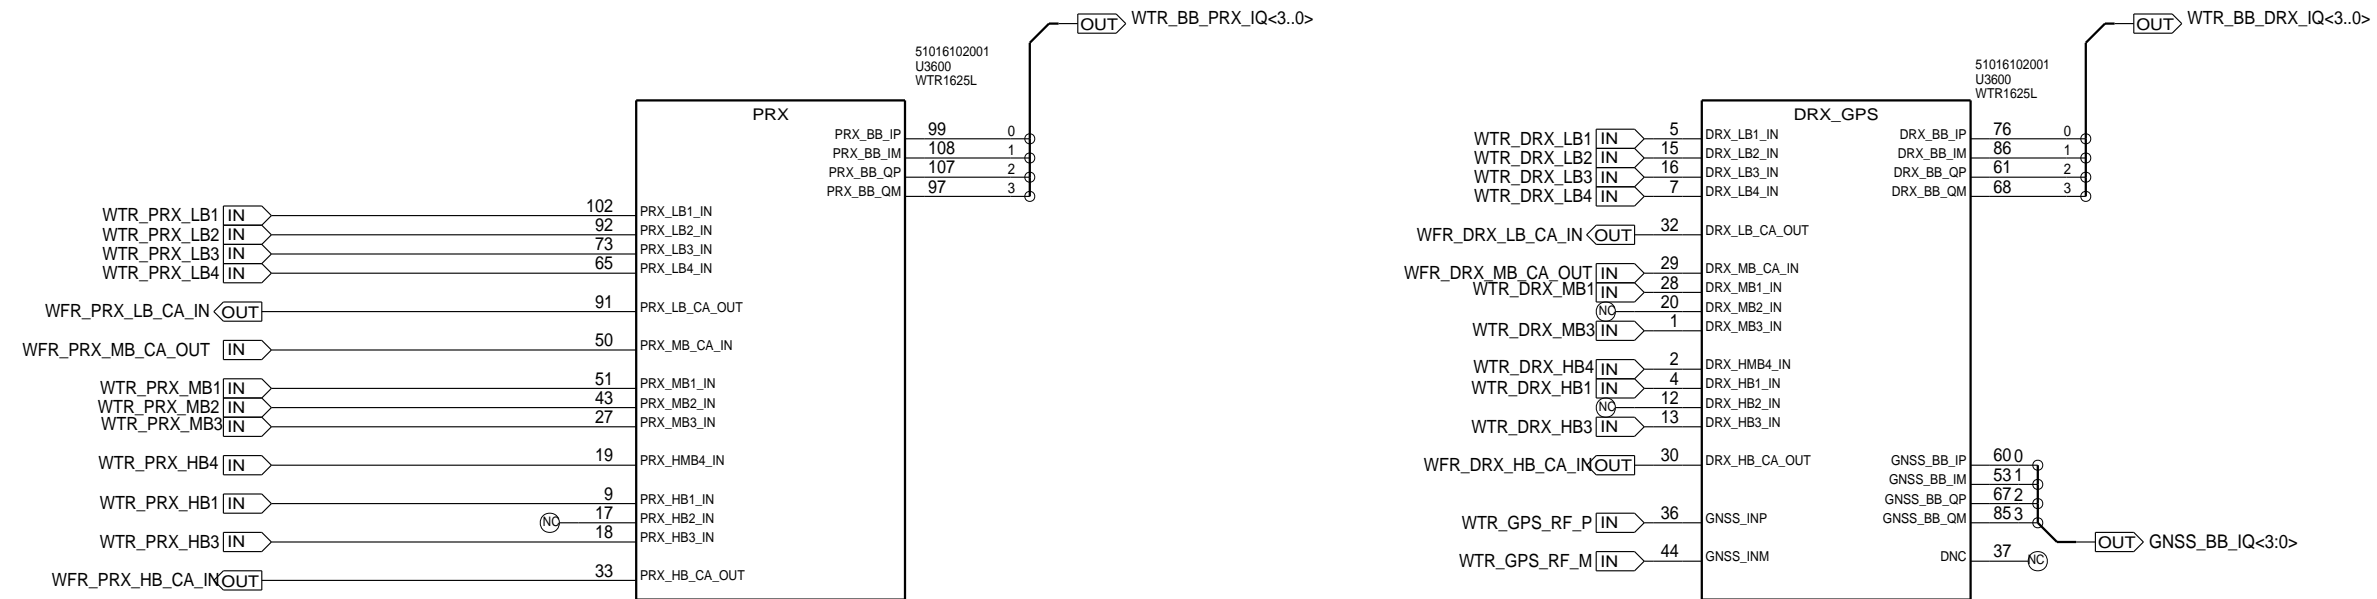 OUT WTR_BB_PRX_IQ<3..0>
51016102001
U3600
WTR1625L
PRX
PRX_BB_IP 99 0
PRX_BB_IM 108 1
PRX_BB_QP 107 2
PRX_BB_QM 97 3
WTR_PRX_LB1 IN 102 PRX_LB1_IN
WTR_PRX_LB2 IN 92 PRX_LB2_IN
WTR_PRX_LB3 IN 73 PRX_LB3_IN
WTR_PRX_LB4 IN 65 PRX_LB4_IN
WFR_PRX_LB_CA_IN OUT 91 PRX_LB_CA_OUT
WFR_PRX_MB_CA_OUT IN 50 PRX_MB_CA_IN
WTR_PRX_MB1 IN 51 PRX_MB1_IN
WTR_PRX_MB2 IN 43 PRX_MB2_IN
WTR_PRX_MB3 IN 27 PRX_MB3_IN
WTR_PRX_HB4 IN 19 PRX_HMB4_IN
WTR_PRX_HB1 IN 9 PRX_HB1_IN
NC 17 PRX_HB2_IN
WTR_PRX_HB3 IN 18 PRX_HB3_IN
WFR_PRX_HB_CA_IN OUT 33 PRX_HB_CA_OUT
OUT WTR_BB_DRX_IQ<3..0>
51016102001
U3600
WTR1625L
DRX_GPS
WTR_DRX_LB1 IN 5 DRX_LB1_IN DRX_BB_IP 76 0
WTR_DRX_LB2 IN 15 DRX_LB2_IN DRX_BB_IM 86 1
WTR_DRX_LB3 IN 16 DRX_LB3_IN DRX_BB_QP 61 2
WTR_DRX_LB4 IN 7 DRX_LB4_IN DRX_BB_QM 68 3
WFR_DRX_LB_CA_IN OUT 32 DRX_LB_CA_OUT
WFR_DRX_MB_CA_OUT IN 29 DRX_MB_CA_IN
WTR_DRX_MB1 IN 28 DRX_MB1_IN
NC 20 DRX_MB2_IN
WTR_DRX_MB3 IN 1 DRX_MB3_IN
WTR_DRX_HB4 IN 2 DRX_HMB4_IN
WTR_DRX_HB1 IN 4 DRX_HB1_IN
NC 12 DRX_HB2_IN
WTR_DRX_HB3 IN 13 DRX_HB3_IN
WFR_DRX_HB_CA_IN OUT 30 DRX_HB_CA_OUT GNSS_BB_IP 60 0
GNSS_BB_IM 53 1
GNSS_BB_QP 67 2
WTR_GPS_RF_P IN 36 GNSS_INP GNSS_BB_QM 85 3
OUT GNSS_BB_IQ<3:0>
WTR_GPS_RF_M IN 44 GNSS_INM DNC 37 NC